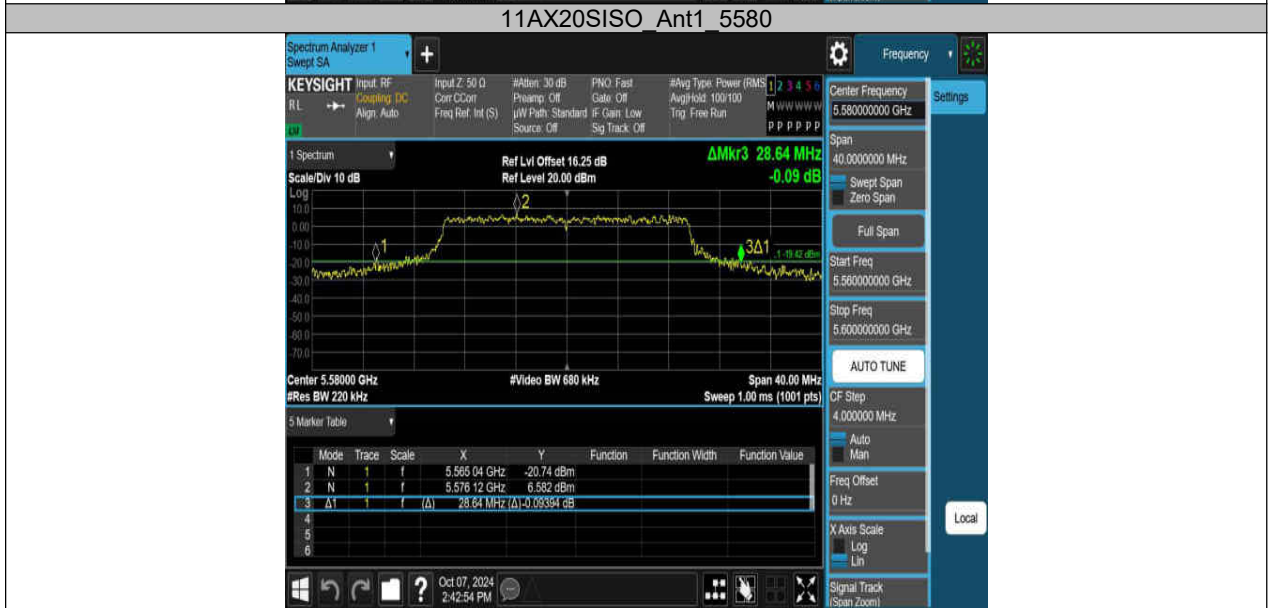 11AX20SISO_Ant1_5580
Spectrum Analyzer 1
Swept SA
+
Frequency
KEYSIGHT
RL
Input: RF
Coupling: DC
Align: Auto
Input Z: 50 Ω
Corr CCorr
Freq Ref: Int (S)
#Atten: 30 dB
Preamp: Off
µW Path: Standard
Source: Off
PNO: Fast
Gate: Off
IF Gain: Low
Sig Track: Off
#Avg Type: Power (RMS
Avg|Hold: 100/100
Trig: Free Run
1 2 3 4 5 6
M W W W W W
P P P P P P
Center Frequency
5.580000000 GHz
Settings
1 Spectrum
Ref Lvl Offset 16.25 dB
ΔMkr3 28.64 MHz
Scale/Div 10 dB
Ref Level 20.00 dBm
-0.09 dB
Log
10.0
0.00
-10.0
-20.0
-30.0
-40.0
-50.0
-60.0
-70.0
1
2
3Δ1
-19.42 dBm
Span
40.0000000 MHz
Swept Span
Zero Span
Full Span
Start Freq
5.560000000 GHz
Stop Freq
5.600000000 GHz
AUTO TUNE
Center 5.58000 GHz
#Video BW 680 kHz
Span 40.00 MHz
#Res BW 220 kHz
Sweep 1.00 ms (1001 pts)
CF Step
4.000000 MHz
Auto
Man
5 Marker Table
Mode Trace Scale X Y Function Function Width Function Value
1 N 1 f 5.565 04 GHz -20.74 dBm
2 N 1 f 5.576 12 GHz 6.582 dBm
3 Δ1 1 f (Δ) 28.64 MHz (Δ) -0.09394 dB
4
5
6
Freq Offset
0 Hz
X Axis Scale
Log
Lin
Local
Signal Track
(Span Zoom)
?
Oct 07, 2024
2:42:54 PM